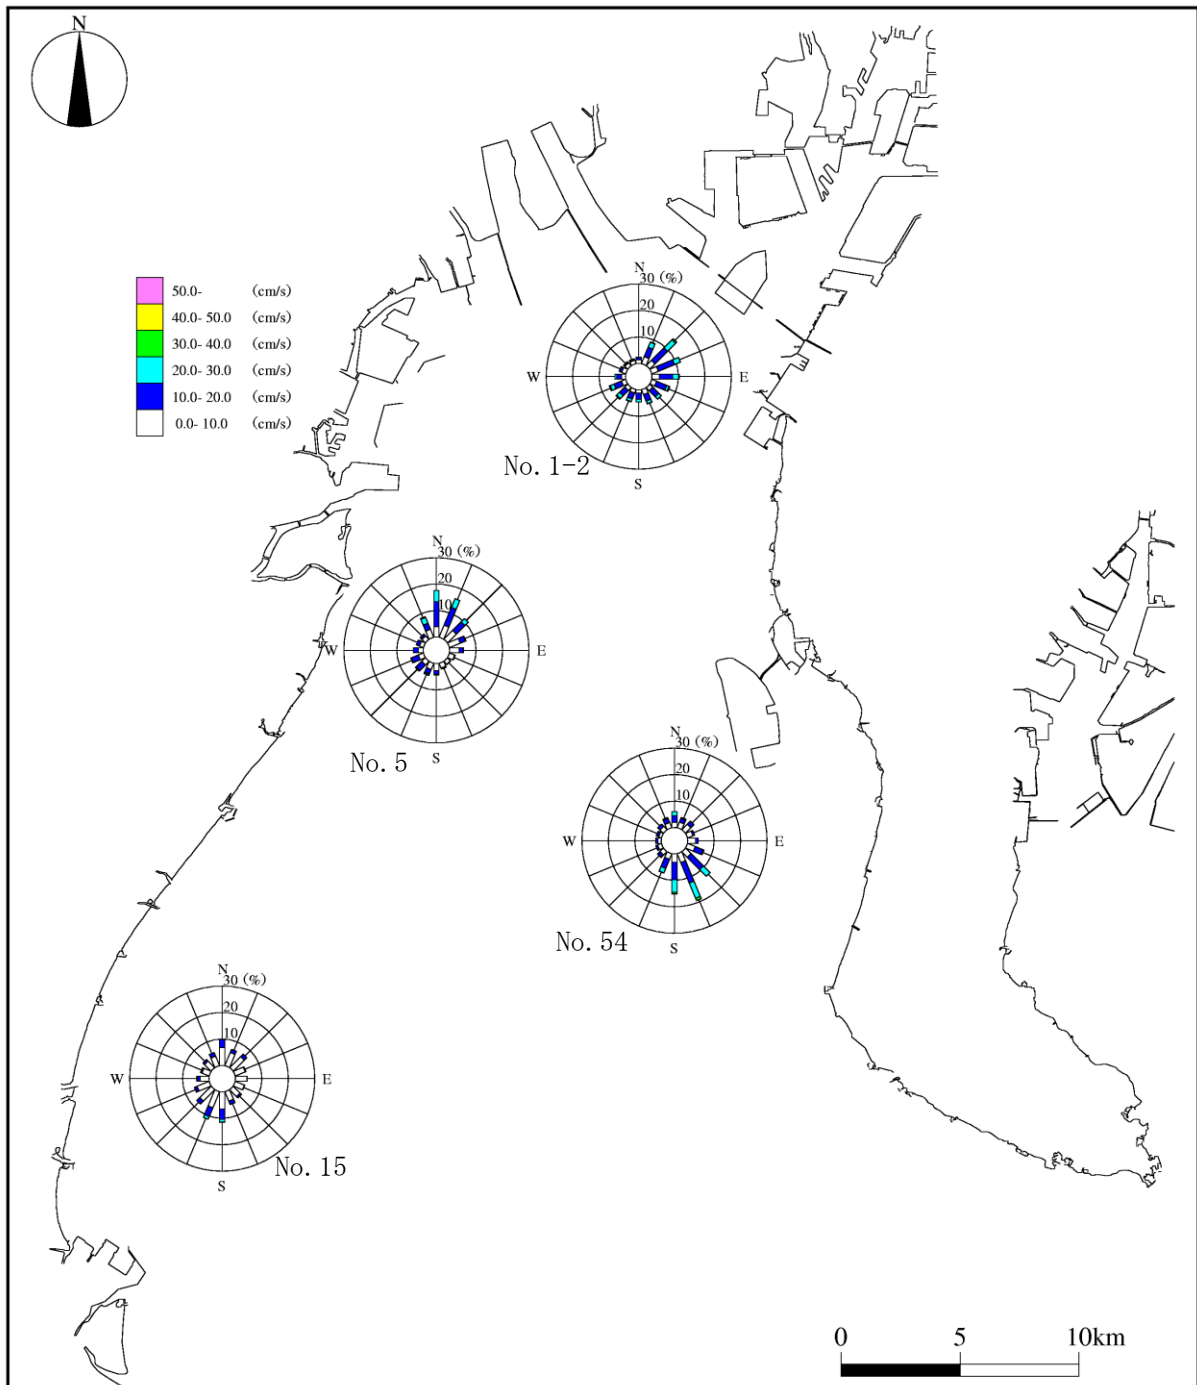 N
50.0- (cm/s)
40.0- 50.0 (cm/s)
30.0- 40.0 (cm/s)
20.0- 30.0 (cm/s)
10.0- 20.0 (cm/s)
0.0- 10.0 (cm/s)
N
30 (%)
20
10
W
E
S
No. 1-2
N
30 (%)
20
10
W
E
S
No. 5
N
30 (%)
20
10
W
E
S
No. 54
N
30 (%)
20
10
W
E
S
No. 15
0 5 10km